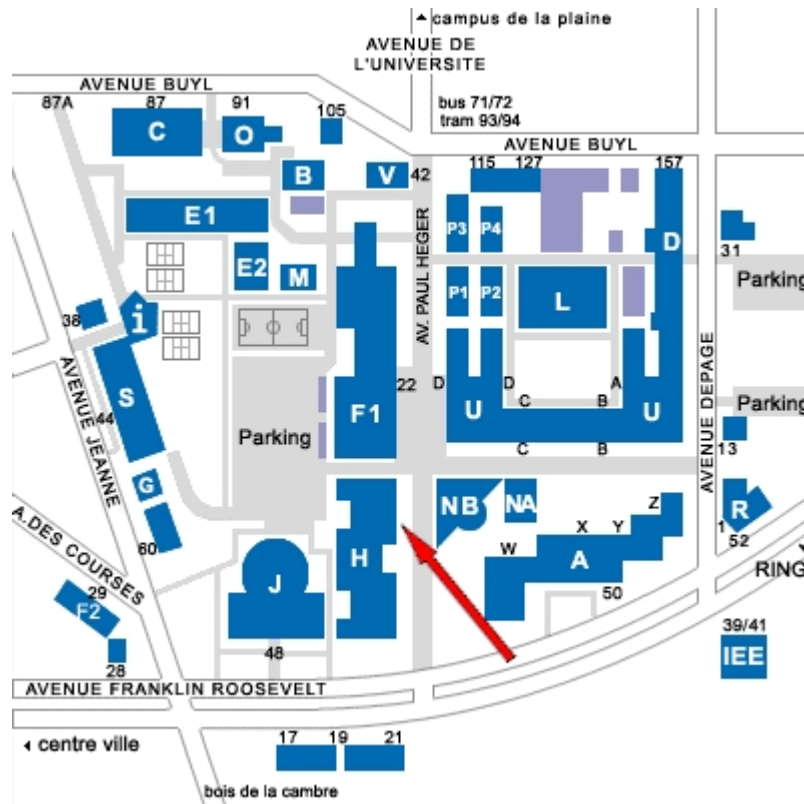 campus de la plaine
AVENUE DE
L'UNIVERSITE
AVENUE BUYL
87A
87
91
105
bus 71/72
tram 93/94
AVENUE BUYL
C
O
B
V
42
115
127
157
E1
P3
P4
D
31
E2
M
AV. PAUL HEGER
P1
P2
L
Parking
38
i
S
44
AVENUE JEANNE
Parking
F1
22
D
D
A
C
B
U
U
C
B
AVENUE DEPAGE
Parking
13
G
60
A.DES COURSES
H
NB
NA
Z
X
Y
W
A
50
R
1
52
RING
J
48
29
F2
28
39/41
IEE
AVENUE FRANKLIN ROOSEVELT
centre ville
17
19
21
bois de la cambre